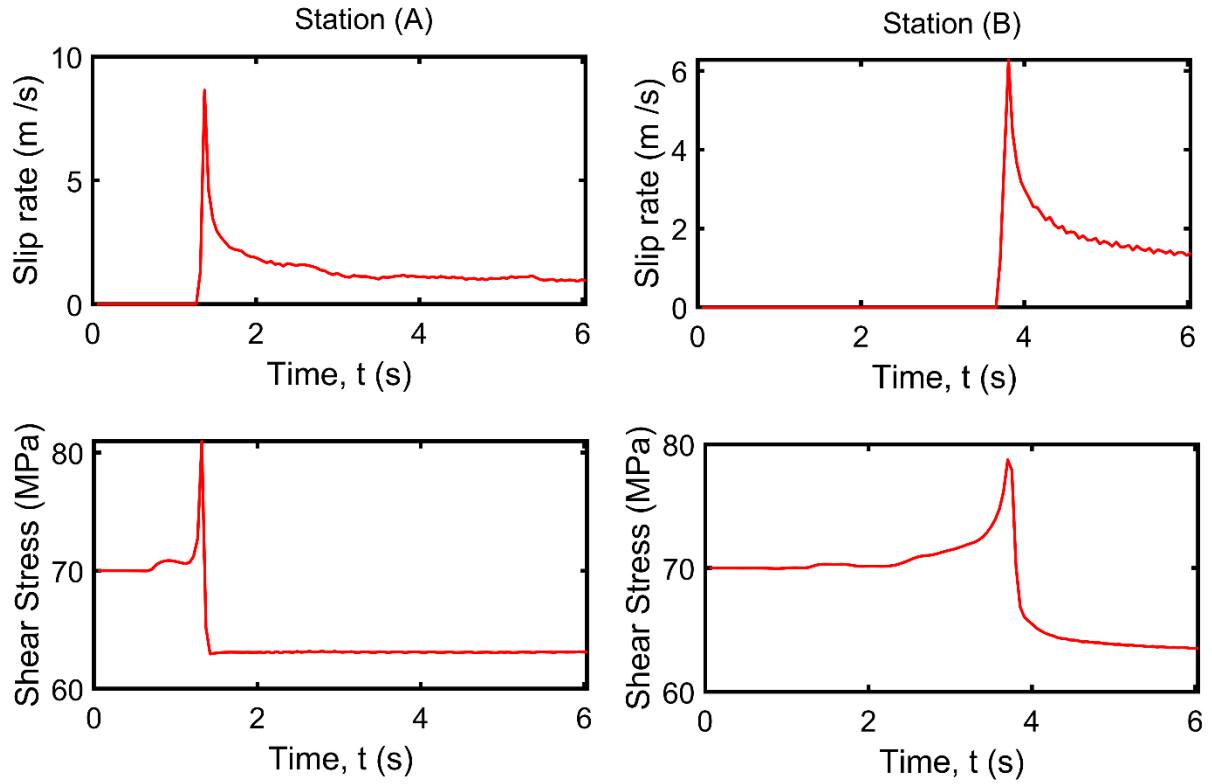 Station (A)
Slip rate (m /s)
10
5
0
0 2 4 6
Time, t (s)
Station (B)
Slip rate (m /s)
6
4
2
0
0 2 4 6
Time, t (s)
Shear Stress (MPa)
80
70
60
0 2 4 6
Time, t (s)
Shear Stress (MPa)
80
70
60
0 2 4 6
Time, t (s)